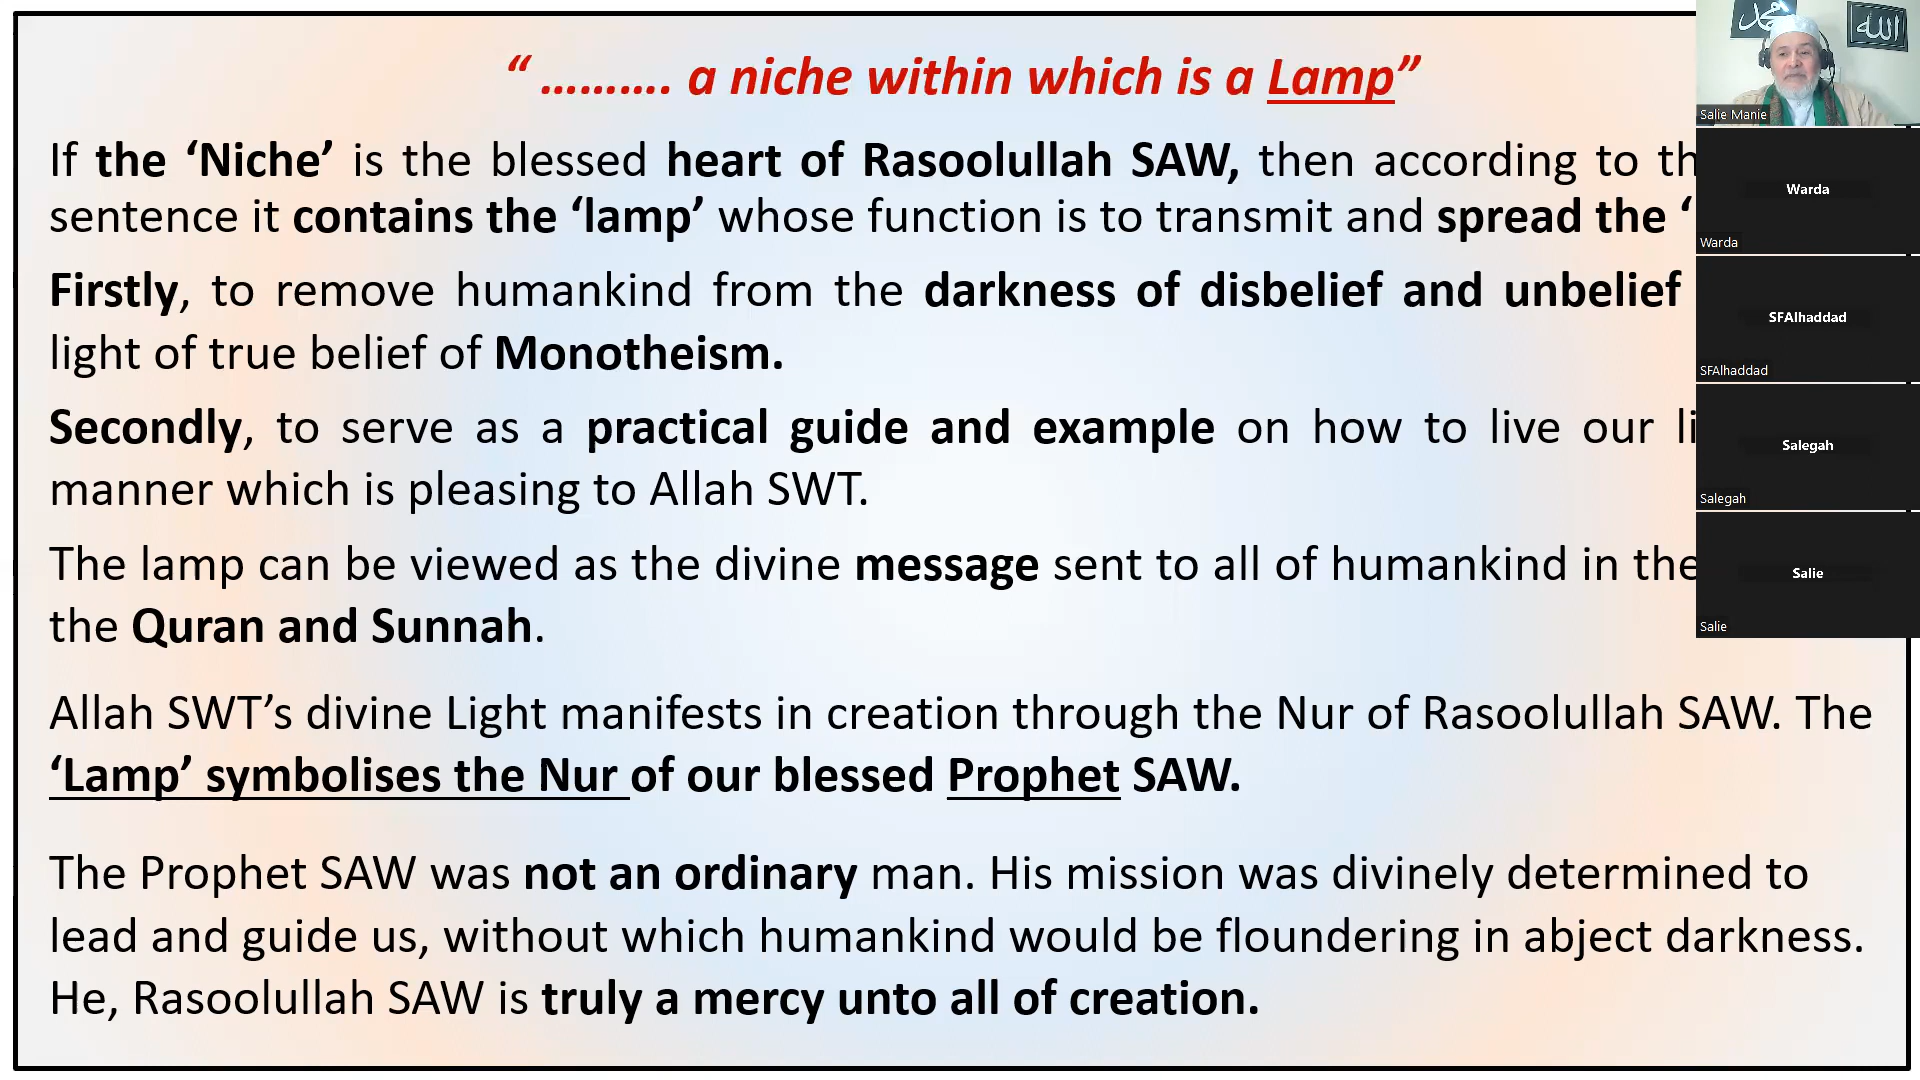 “ ………. a niche within which is a Lamp”
If the ‘Niche’ is the blessed heart of Rasoolullah SAW, then according to
sentence it contains the ‘lamp’ whose function is to transmit and spread the ‘
Firstly, to remove humankind from the darkness of disbelief and unbelief
light of true belief of Monotheism.
Secondly, to serve as a practical guide and example on how to live our
manner which is pleasing to Allah SWT.
The lamp can be viewed as the divine message sent to all of humankind in the
the Quran and Sunnah.
Allah SWT’s divine Light manifests in creation through the Nur of Rasoolullah SAW. The
‘Lamp’ symbolises the Nur of our blessed Prophet SAW.
The Prophet SAW was not an ordinary man. His mission was divinely determined to
lead and guide us, without which humankind would be floundering in abject darkness.
He, Rasoolullah SAW is truly a mercy unto all of creation.
محمد
الله
Salie Manie
Warda
Warda
SFAlhaddad
SFAlhaddad
Salegah
Salegah
Salie
Salie